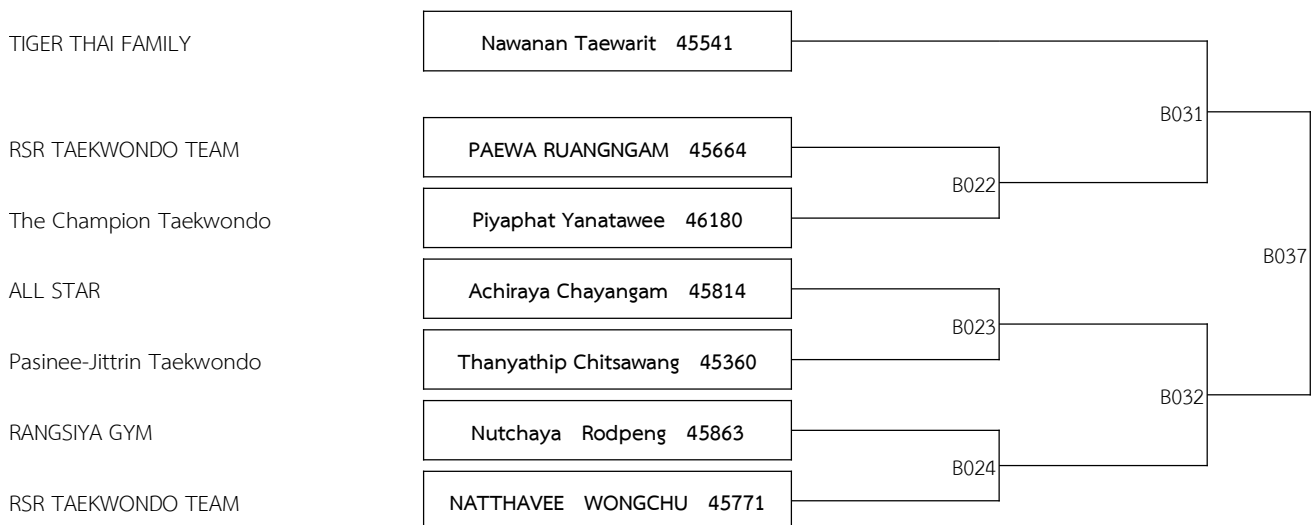 TIGER THAI FAMILY Nawanan Taewarit 45541
B031
RSR TAEKWONDO TEAM PAEWA RUANGNGAM 45664
B022
The Champion Taekwondo Piyaphat Yanatawee 46180
B037
ALL STAR Achiraya Chayangam 45814
B023
Pasinee-Jittrin Taekwondo Thanyathip Chitsawang 45360
B032
RANGSIYA GYM Nutchaya Rodpeng 45863
B024
RSR TAEKWONDO TEAM NATTHAVEE WONGCHU 45771